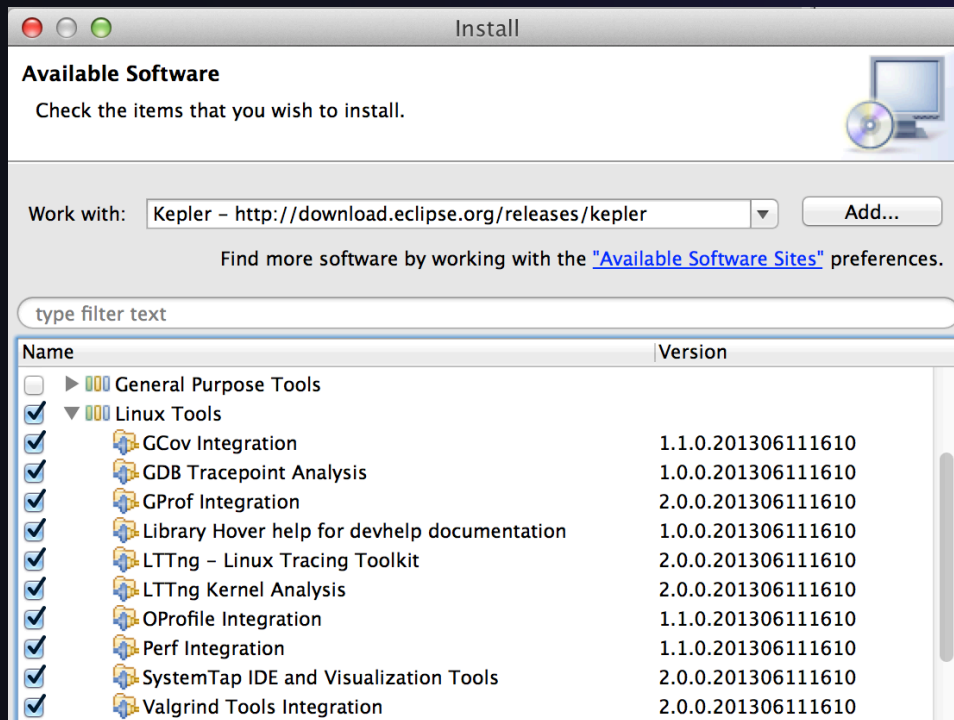 Install
Available Software
Check the items that you wish to install.
Work with: Kepler – http://download.eclipse.org/releases/kepler Add...
Find more software by working with the "Available Software Sites" preferences.
type filter text
Name Version
General Purpose Tools
Linux Tools
GCov Integration 1.1.0.201306111610
GDB Tracepoint Analysis 1.0.0.201306111610
GProf Integration 2.0.0.201306111610
Library Hover help for devhelp documentation 1.0.0.201306111610
LTTng – Linux Tracing Toolkit 2.0.0.201306111610
LTTng Kernel Analysis 2.0.0.201306111610
OProfile Integration 1.1.0.201306111610
Perf Integration 1.1.0.201306111610
SystemTap IDE and Visualization Tools 2.0.0.201306111610
Valgrind Tools Integration 2.0.0.201306111610